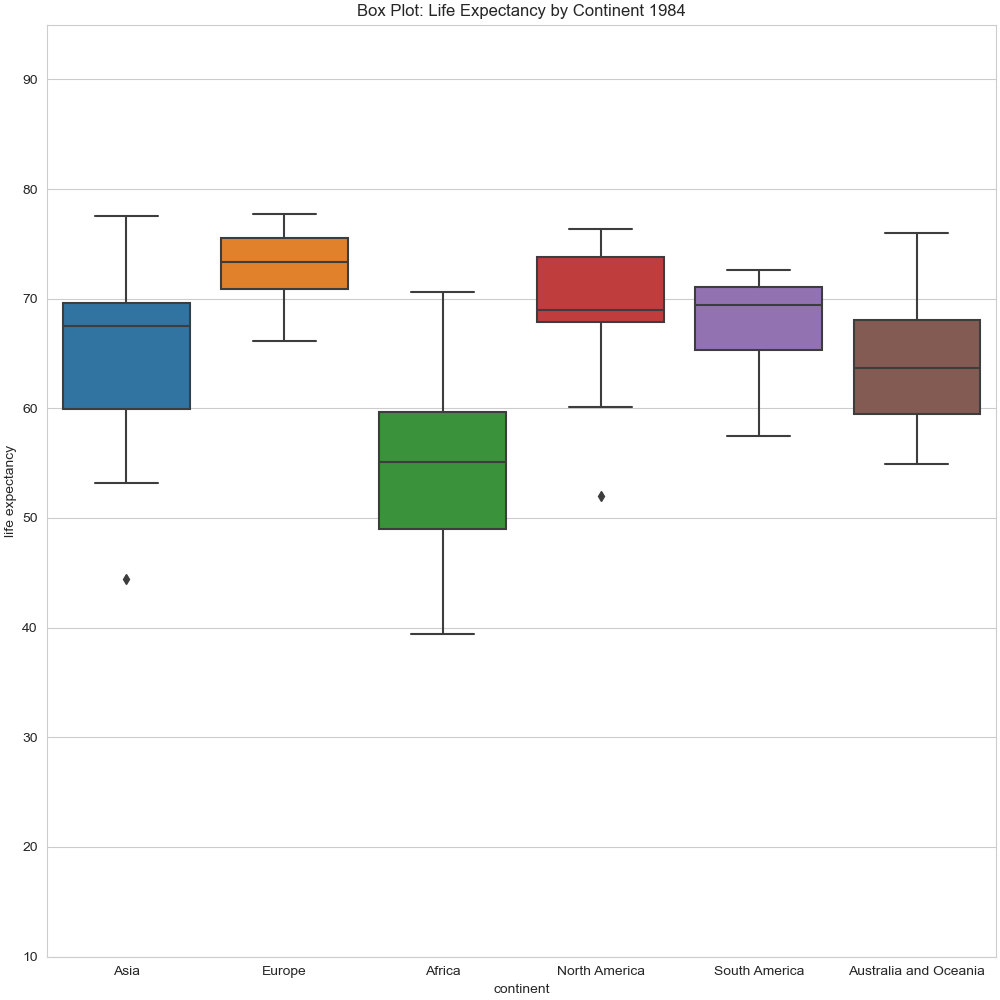 Box Plot: Life Expectancy by Continent 1984
90
80
70
60
50
40
30
20
10
life expectancy
Asia Europe Africa North America South America Australia and Oceania
continent